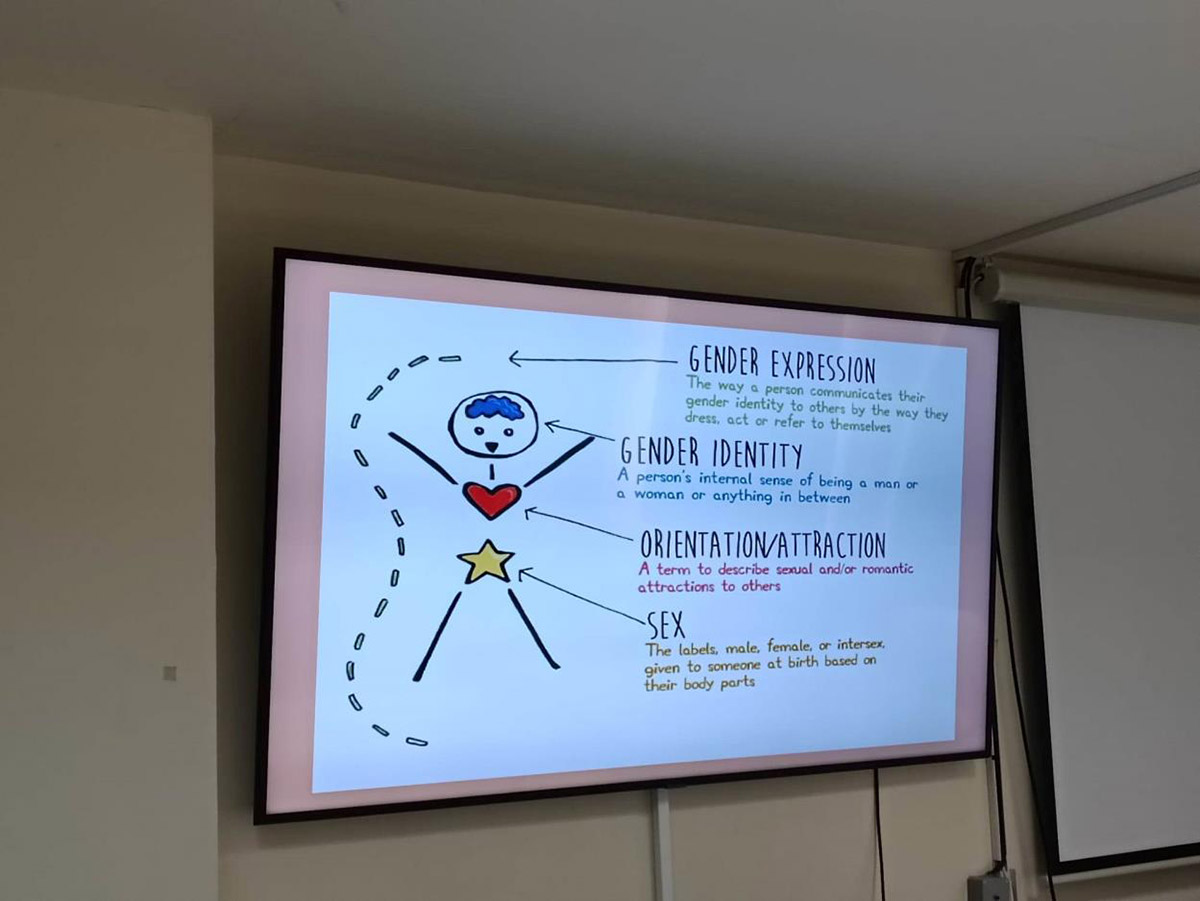 GENDER EXPRESSION
The way a person communicates their
gender identity to others by the way they
dress, act or refer to themselves
GENDER IDENTITY
A person's internal sense of being a man or
a woman or anything in between
ORIENTATION/ATTRACTION
A term to describe sexual and/or romantic
attractions to others
SEX
The labels, male, female, or intersex,
given to someone at birth based on
their body parts